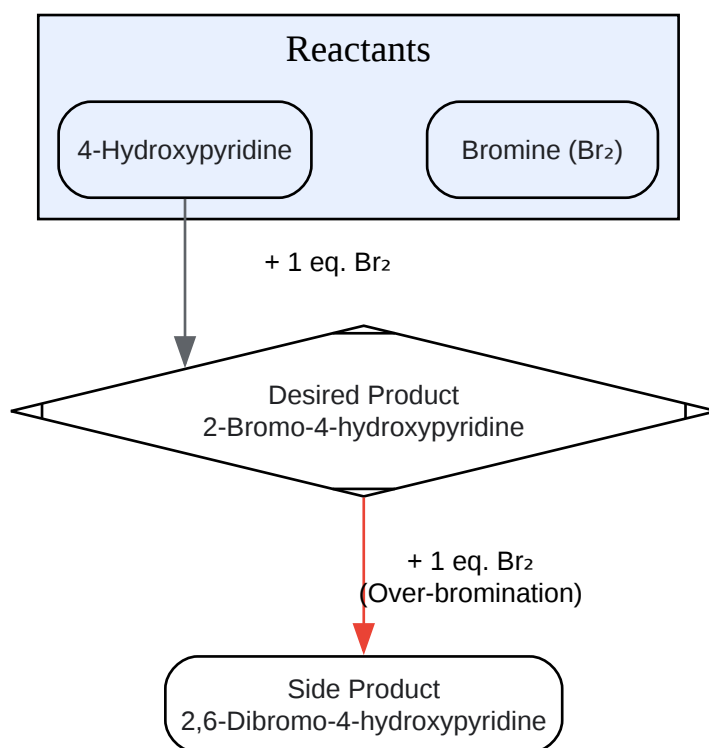 Reactants
4-Hydroxypyridine
Bromine (Br₂)
+ 1 eq. Br₂
Desired Product
2-Bromo-4-hydroxypyridine
+ 1 eq. Br₂
(Over-bromination)
Side Product
2,6-Dibromo-4-hydroxypyridine